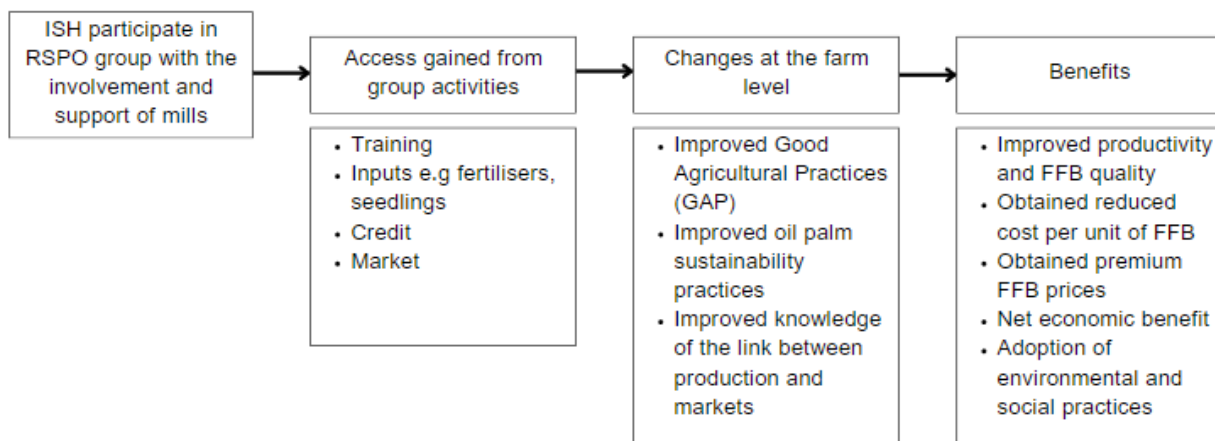 ISH participate in
RSPO group with the
involvement and
support of mills
Access gained from
group activities
• Training
• Inputs e.g fertilisers,
seedlings
• Credit
• Market
Changes at the farm
level
• Improved Good
Agricultural Practices
(GAP)
• Improved oil palm
sustainability
practices
• Improved knowledge
of the link between
production and
markets
Benefits
• Improved productivity
and FFB quality
• Obtained reduced
cost per unit of FFB
• Obtained premium
FFB prices
• Net economic benefit
• Adoption of
environmental and
social practices